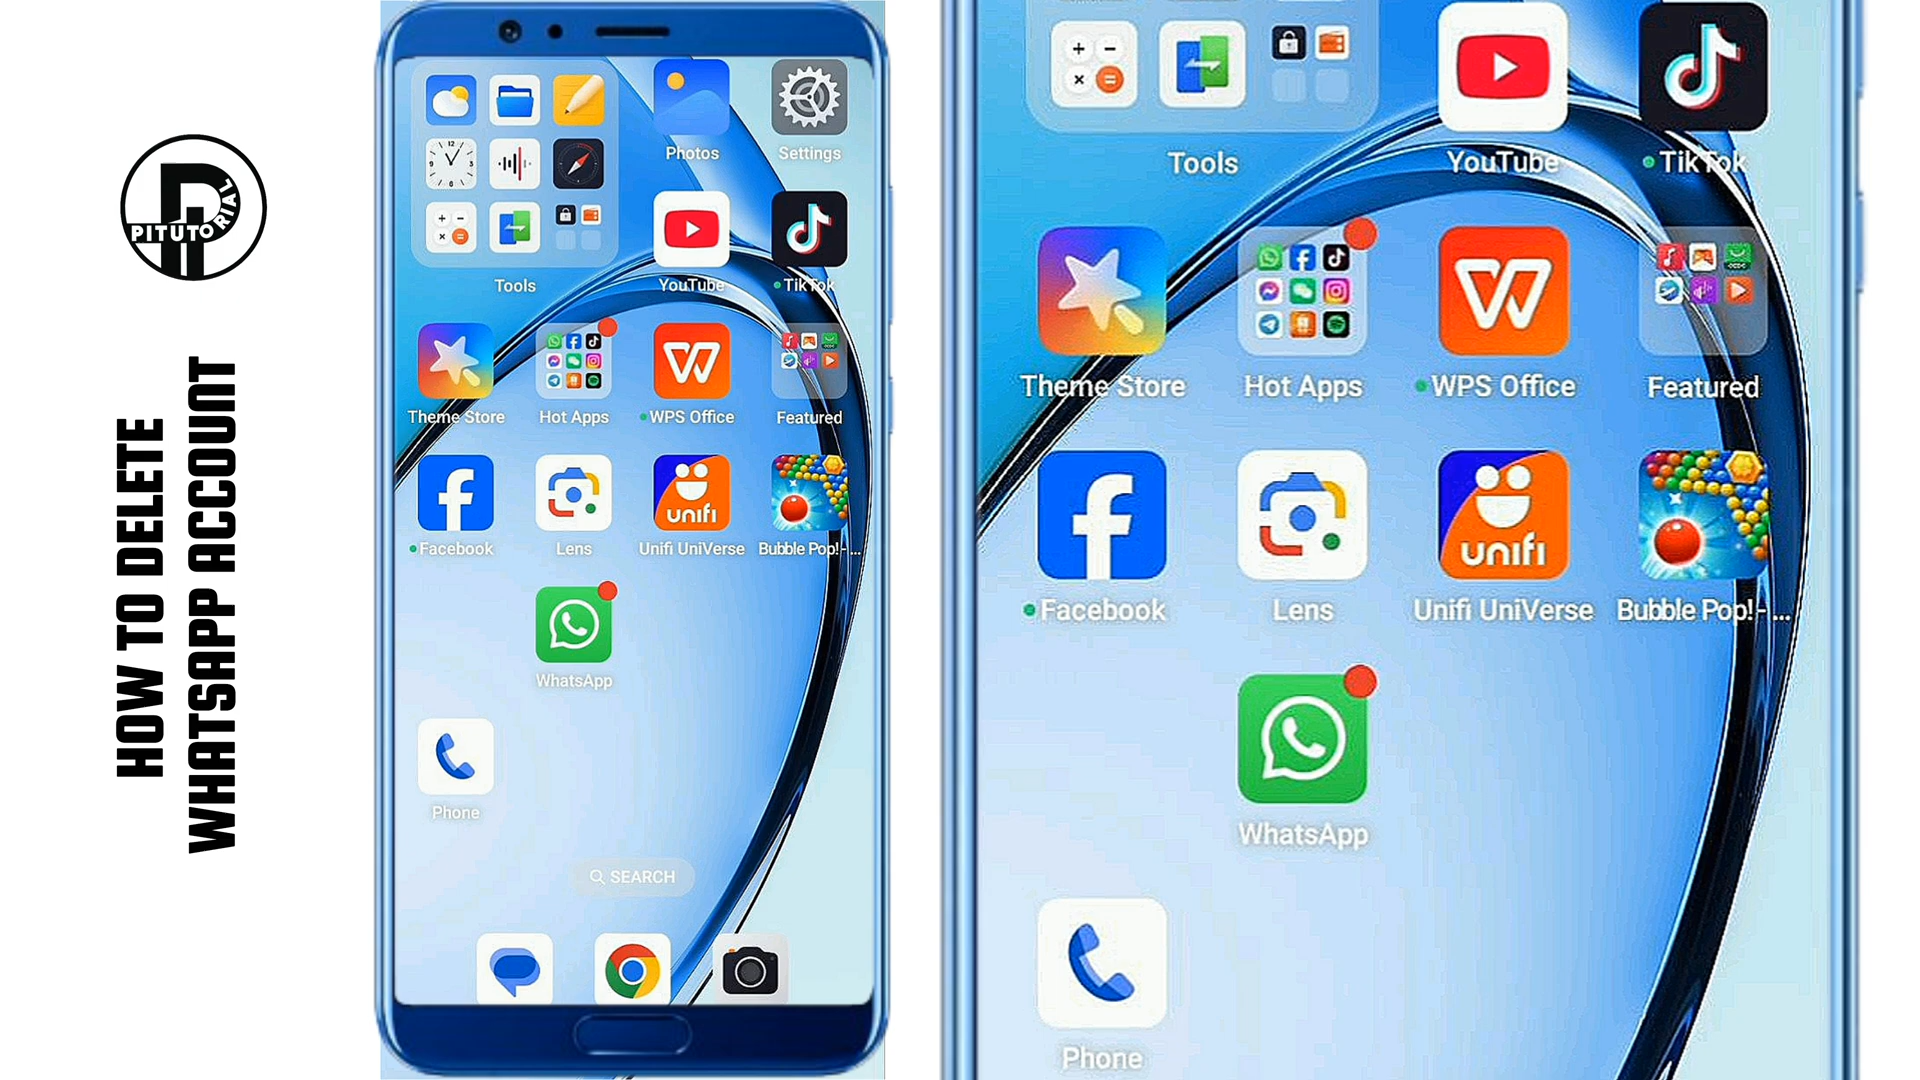 PITUTORIAL
HOW TO DELETE
WHATSAPP ACCOUNT
Photos
Settings
Tools
YouTube
TikTok
Theme Store
Hot Apps
WPS Office
Featured
Facebook
Lens
unifi
Unifi UniVerse
Bubble Pop!-...
WhatsApp
Phone
SEARCH
Tools
YouTube
TikTok
Theme Store
Hot Apps
WPS Office
Featured
Facebook
Lens
unifi
Unifi UniVerse
Bubble Pop!-...
WhatsApp
Phone